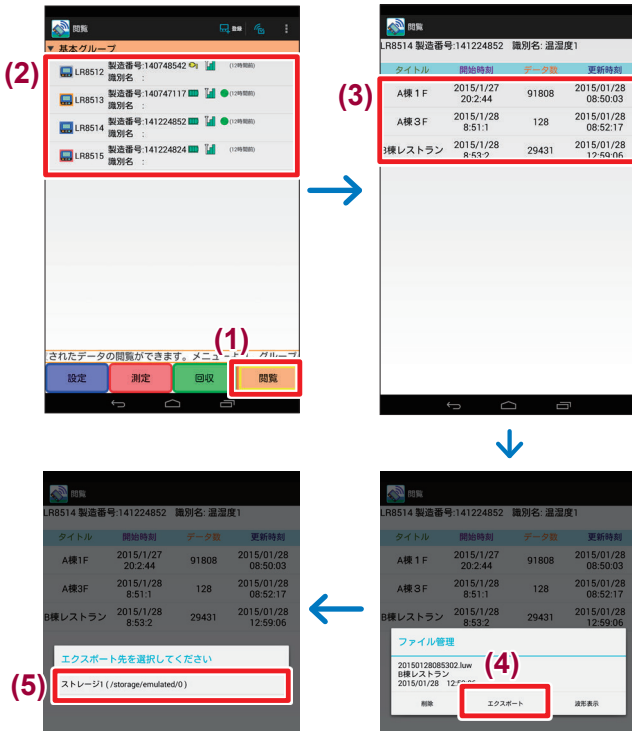 閲覧
登録
▼ 基本グループ
(2)
LR8512 製造番号:140748542 (12時間前)
識別名 :
LR8513 製造番号:140747117 (12時間前)
識別名 :
LR8514 製造番号:141224852 (12時間前)
識別名 :
LR8515 製造番号:141224824 (12時間前)
識別名 :
(1)
されたデータの閲覧ができます。メニューよ グループ
設定 測定 回収 閲覧
閲覧
LR8514 製造番号:141224852 識別名: 温湿度1
タイトル 開始時刻 データ数 更新時刻
(3)
A棟1F 2015/1/27 20:2:44 91808 2015/01/28 08:50:03
A棟3F 2015/1/28 8:51:1 128 2015/01/28 08:52:17
B棟レストラン 2015/1/28 8:53:2 29431 2015/01/28 12:59:06
閲覧
LR8514 製造番号:141224852 識別名: 温湿度1
タイトル 開始時刻 データ数 更新時刻
A棟1F 2015/1/27 20:2:44 91808 2015/01/28 08:50:03
A棟3F 2015/1/28 8:51:1 128 2015/01/28 08:52:17
B棟レストラン 2015/1/28 8:53:2 29431 2015/01/28 12:59:06
ファイル管理
20150128085302.luw
B棟レストラン
2015/01/28 12:59:06
(4)
削除 エクスポート 波形表示
閲覧
LR8514 製造番号:141224852 識別名: 温湿度1
タイトル 開始時刻 データ数 更新時刻
A棟1F 2015/1/27 20:2:44 91808 2015/01/28 08:50:03
A棟3F 2015/1/28 8:51:1 128 2015/01/28 08:52:17
B棟レストラン 2015/1/28 8:53:2 29431 2015/01/28 12:59:06
エクスポート先を選択してください
(5)
ストレージ1 ( /storage/emulated/0 )